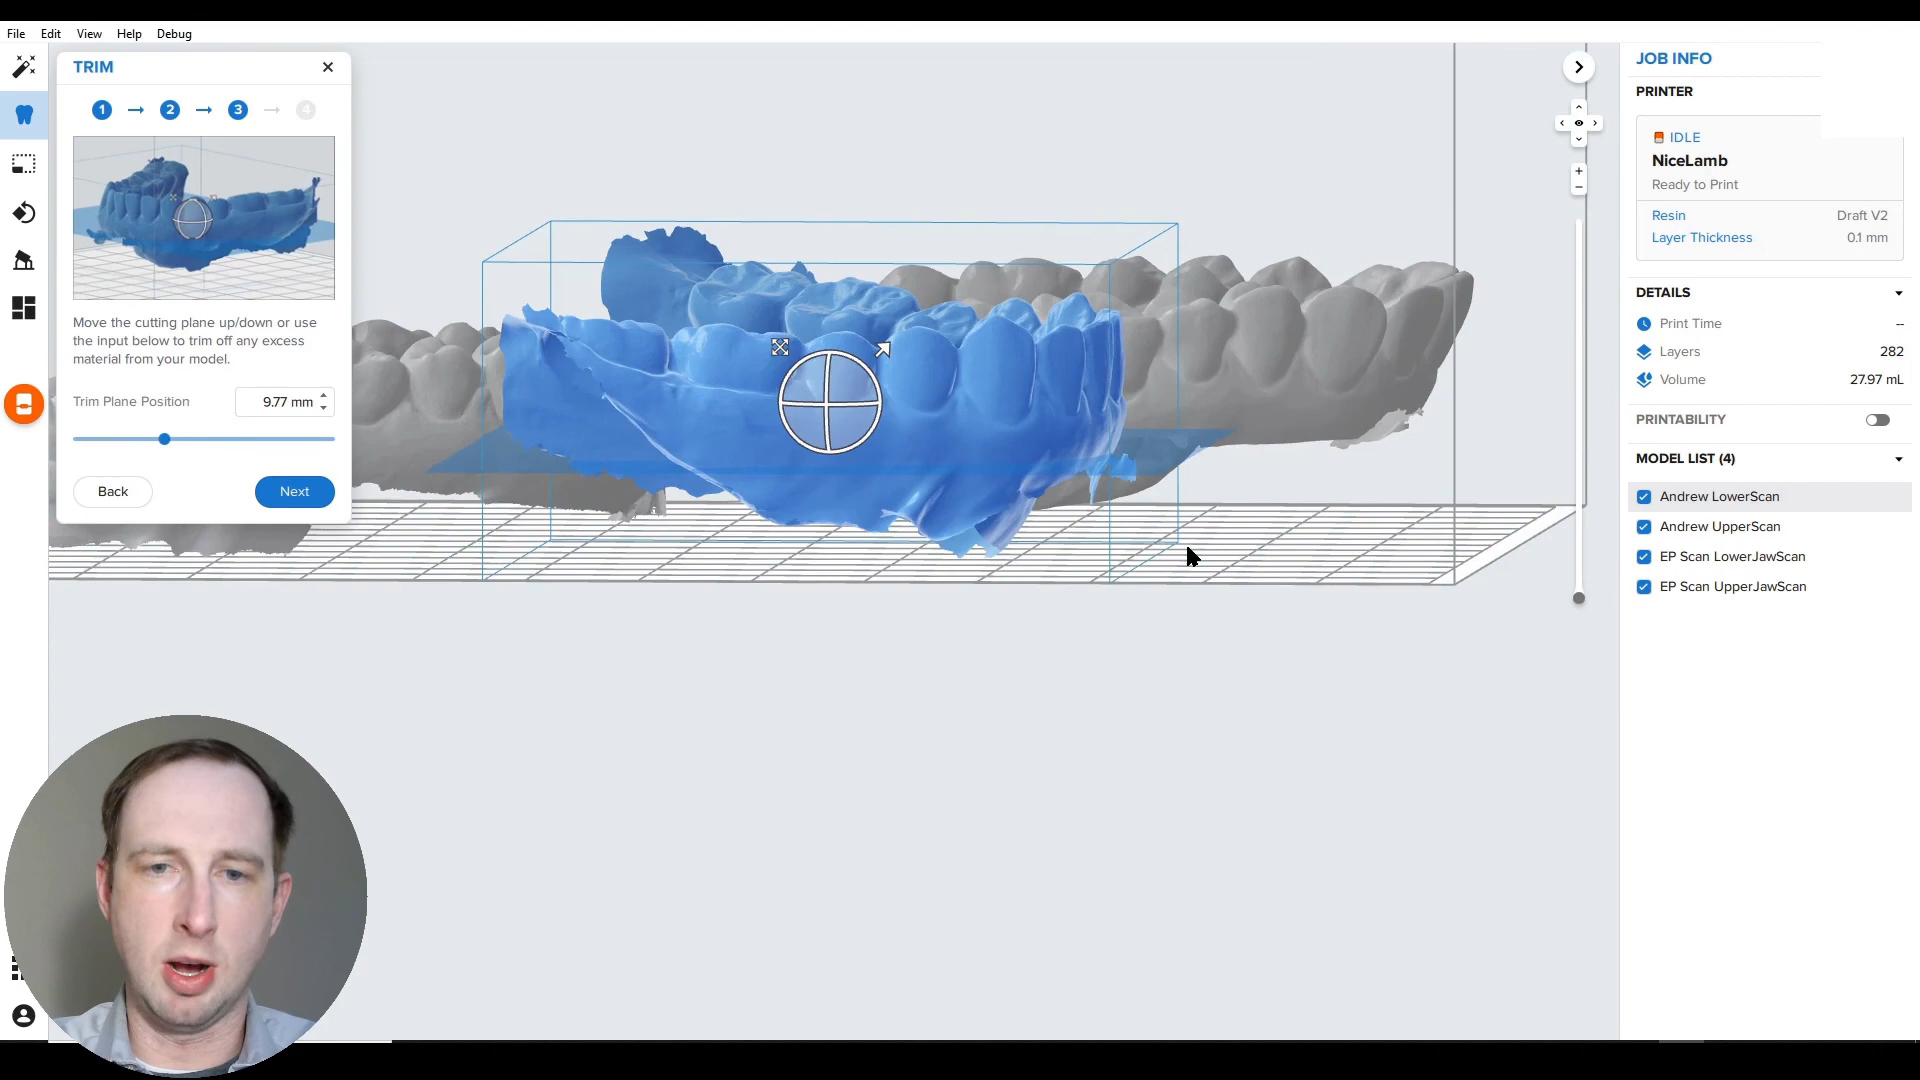 File Edit View Help Debug
TRIM
1 2 3 4
Move the cutting plane up/down or use
the input below to trim off any excess
material from your model.
Trim Plane Position 9.77 mm
Back Next
JOB INFO
PRINTER
IDLE
NiceLamb
Ready to Print
Resin Draft V2
Layer Thickness 0.1 mm
DETAILS
Print Time --
Layers 282
Volume 27.97 mL
PRINTABILITY
MODEL LIST (4)
Andrew LowerScan
Andrew UpperScan
EP Scan LowerJawScan
EP Scan UpperJawScan